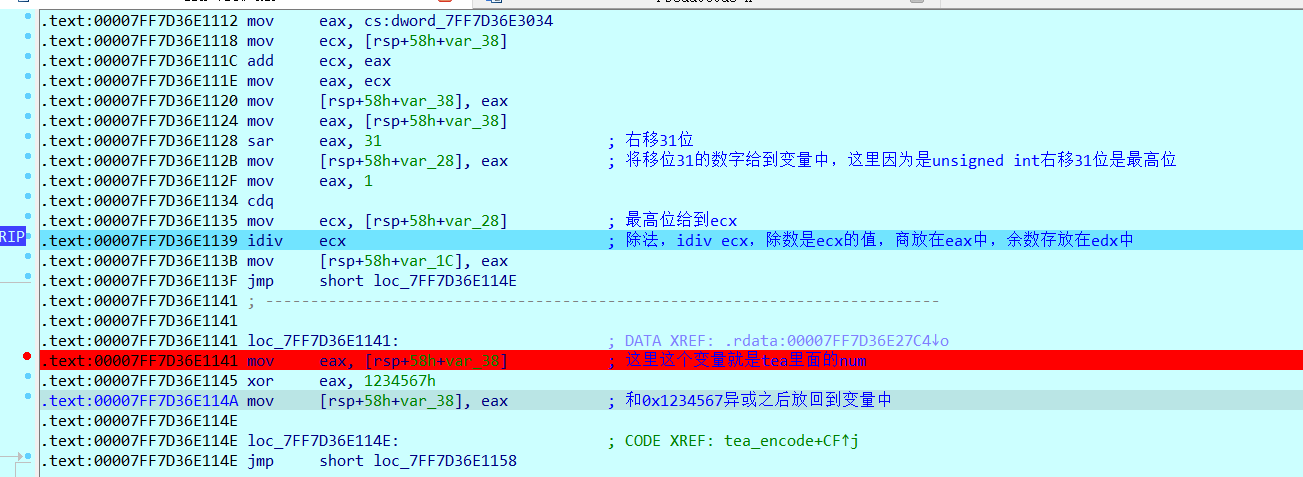 .text:00007FF7D36E1112 mov eax, cs:dword_7FF7D36E3034
.text:00007FF7D36E1118 mov ecx, [rsp+58h+var_38]
.text:00007FF7D36E111C add ecx, eax
.text:00007FF7D36E111E mov eax, ecx
.text:00007FF7D36E1120 mov [rsp+58h+var_38], eax
.text:00007FF7D36E1124 mov eax, [rsp+58h+var_38]
.text:00007FF7D36E1128 sar eax, 31 ; 右移31位
.text:00007FF7D36E112B mov [rsp+58h+var_28], eax ; 将移位31的数字给到变量中，这里因为是unsigned int右移31位是最高位
.text:00007FF7D36E112F mov eax, 1
.text:00007FF7D36E1134 cdq
.text:00007FF7D36E1135 mov ecx, [rsp+58h+var_28] ; 最高位给到ecx
RIP .text:00007FF7D36E1139 idiv ecx ; 除法，idiv ecx，除数是ecx的值，商放在eax中，余数存放在edx中
.text:00007FF7D36E113B mov [rsp+58h+var_1C], eax
.text:00007FF7D36E113F jmp short loc_7FF7D36E114E
.text:00007FF7D36E1141 ; ---------------------------------------------------------------------------
.text:00007FF7D36E1141
.text:00007FF7D36E1141 loc_7FF7D36E1141: ; DATA XREF: .rdata:00007FF7D36E27C4↓o
.text:00007FF7D36E1141 mov eax, [rsp+58h+var_38] ; 这里这个变量就是tea里面的num
.text:00007FF7D36E1145 xor eax, 1234567h
.text:00007FF7D36E114A mov [rsp+58h+var_38], eax ; 和0x1234567异或之后放回到变量中
.text:00007FF7D36E114E
.text:00007FF7D36E114E loc_7FF7D36E114E: ; CODE XREF: tea_encode+CF↑j
.text:00007FF7D36E114E jmp short loc_7FF7D36E1158